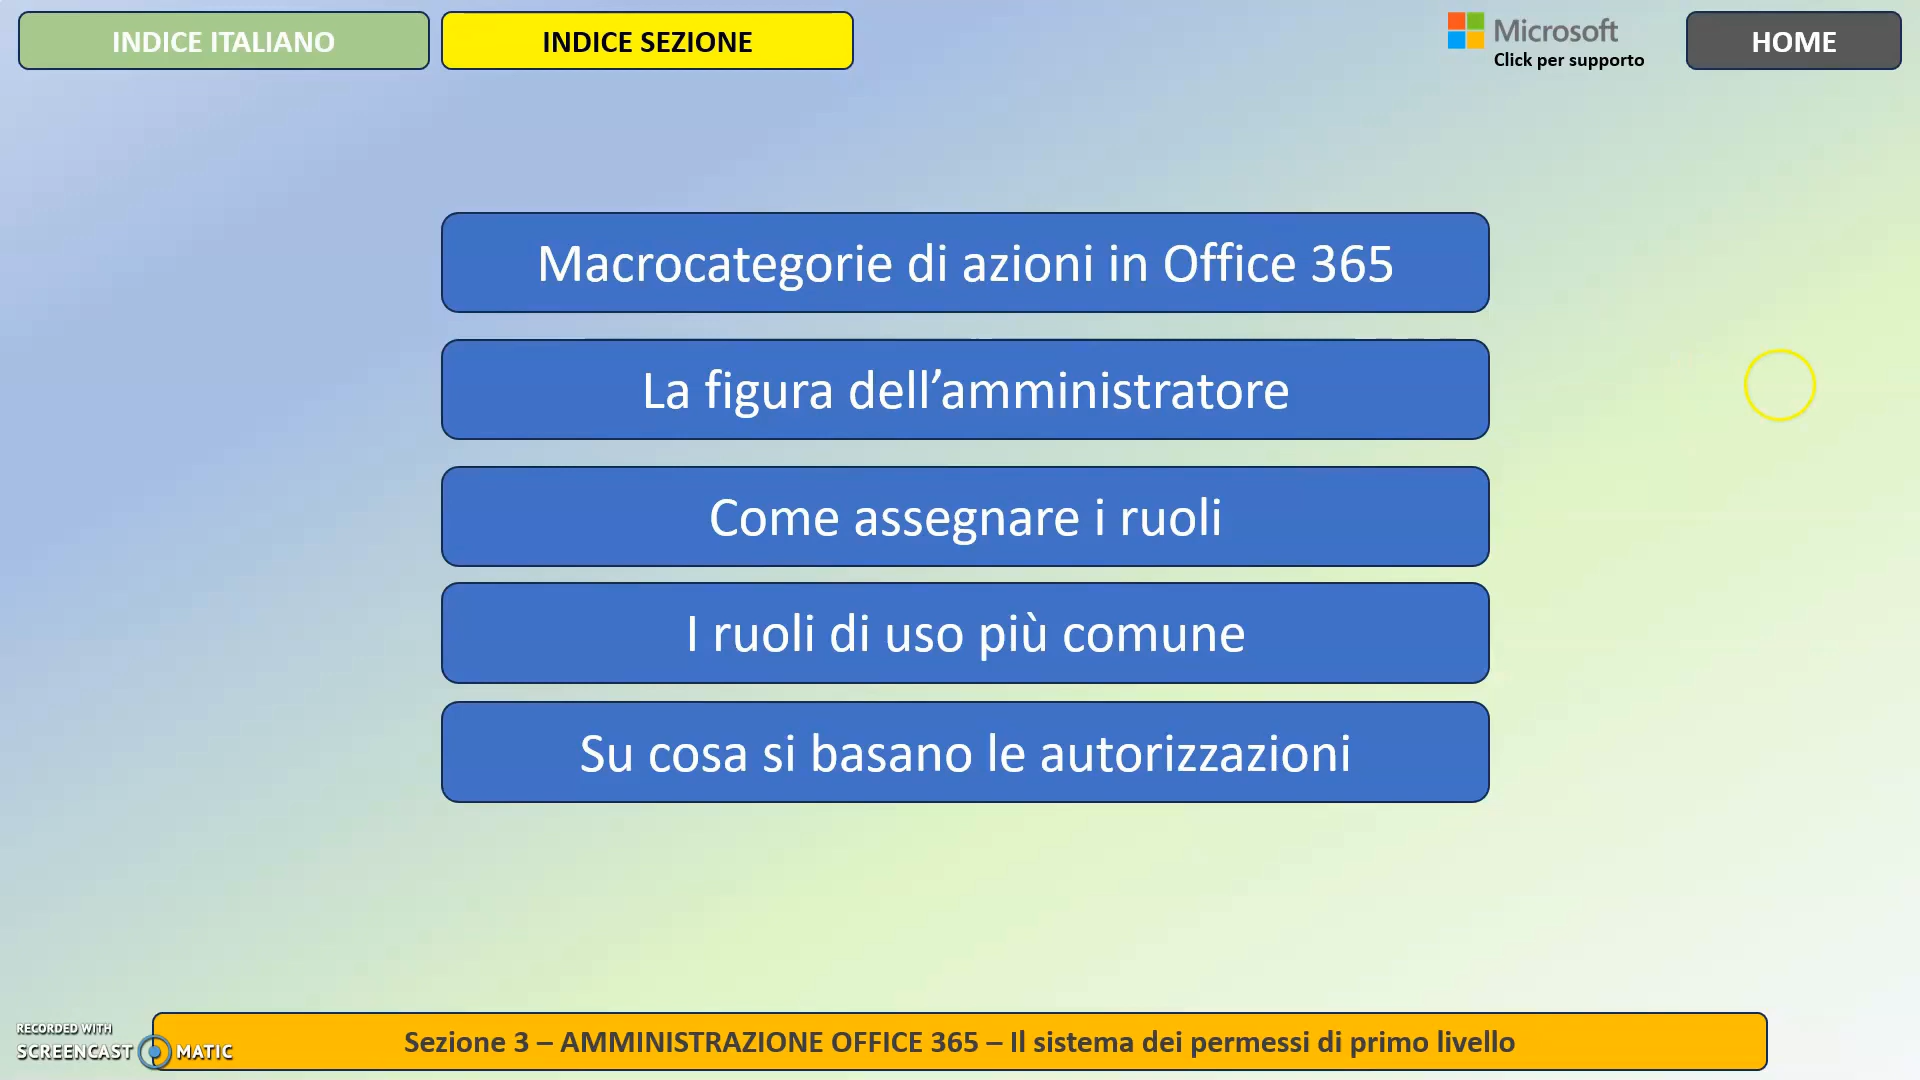 INDICE ITALIANO
INDICE SEZIONE
Microsoft
Click per supporto
HOME
Macrocategorie di azioni in Office 365
La figura dell’amministratore
Come assegnare i ruoli
I ruoli di uso più comune
Su cosa si basano le autorizzazioni
Sezione 3 – AMMINISTRAZIONE OFFICE 365 – Il sistema dei permessi di primo livello
RECORDED WITH
SCREENCAST MATIC